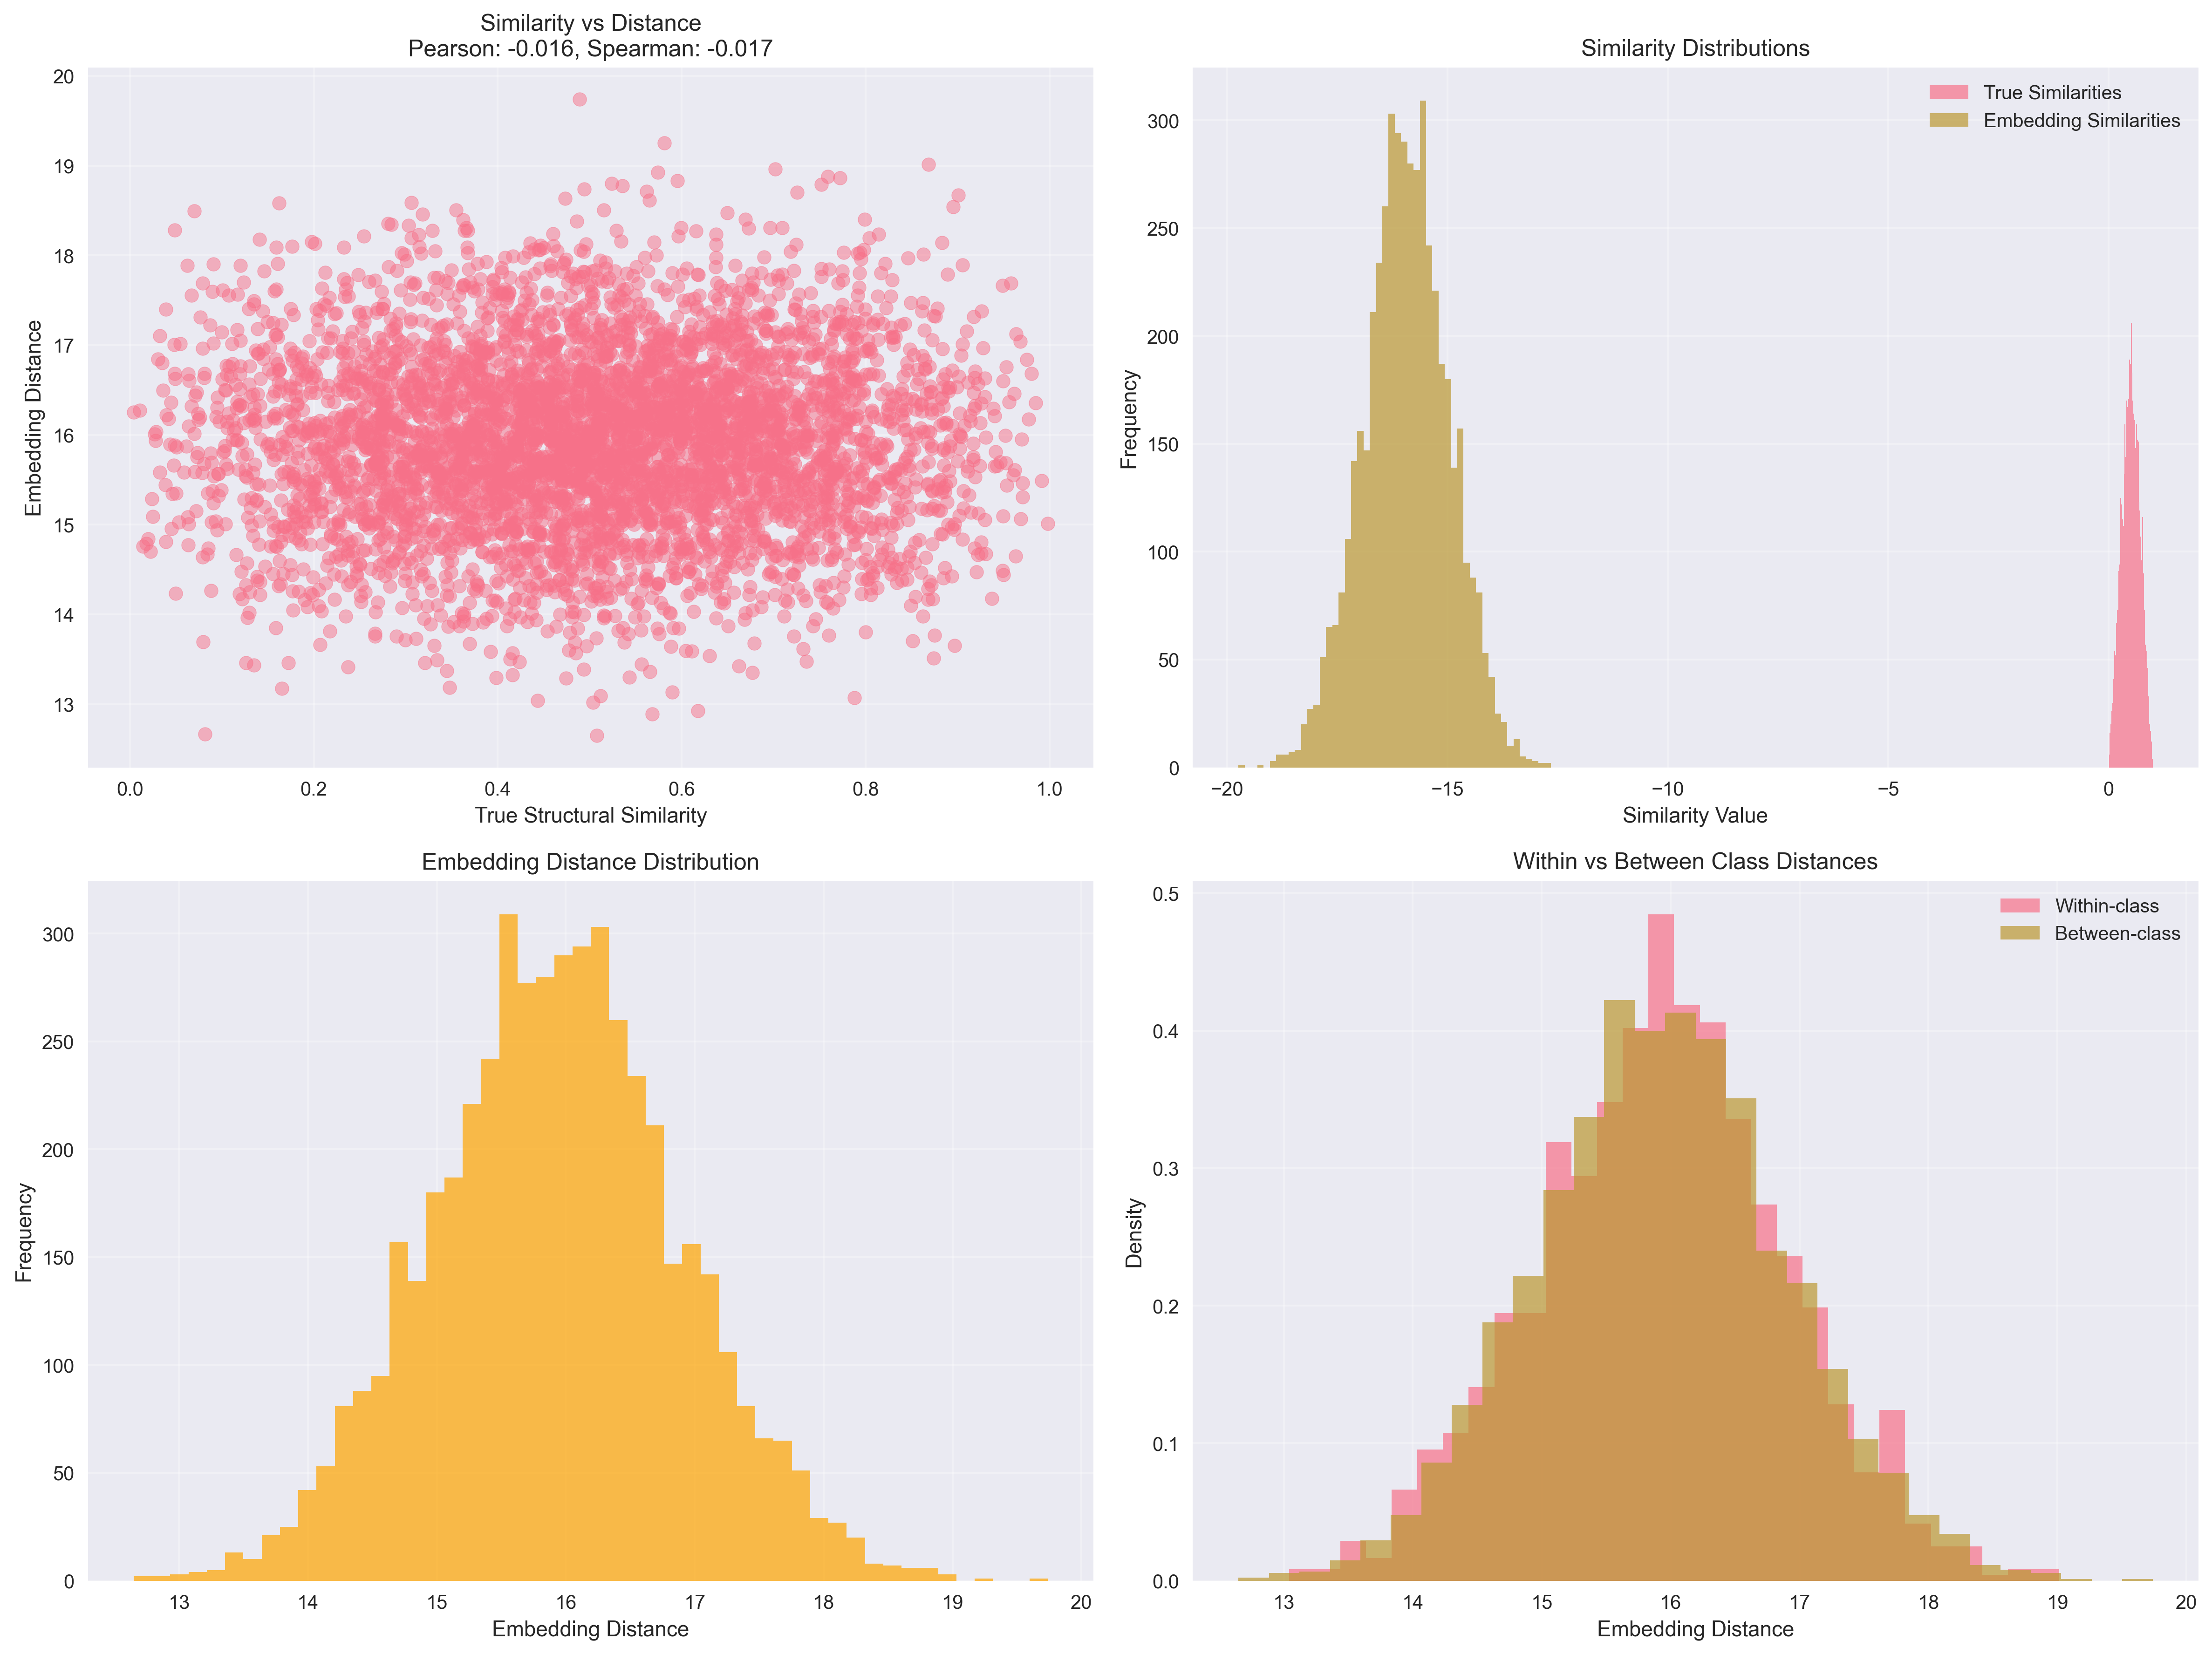 Similarity vs Distance
Pearson: -0.016, Spearman: -0.017
20
19
18
17
16
15
14
13
Embedding Distance
0.0 0.2 0.4 0.6 0.8 1.0
True Structural Similarity
Similarity Distributions
True Similarities
Embedding Similarities
300
250
200
150
100
50
0
Frequency
−20 −15 −10 −5 0
Similarity Value
Embedding Distance Distribution
300
250
200
150
100
50
0
Frequency
13 14 15 16 17 18 19 20
Embedding Distance
Within vs Between Class Distances
Within-class
Between-class
0.5
0.4
0.3
0.2
0.1
0.0
Density
13 14 15 16 17 18 19 20
Embedding Distance